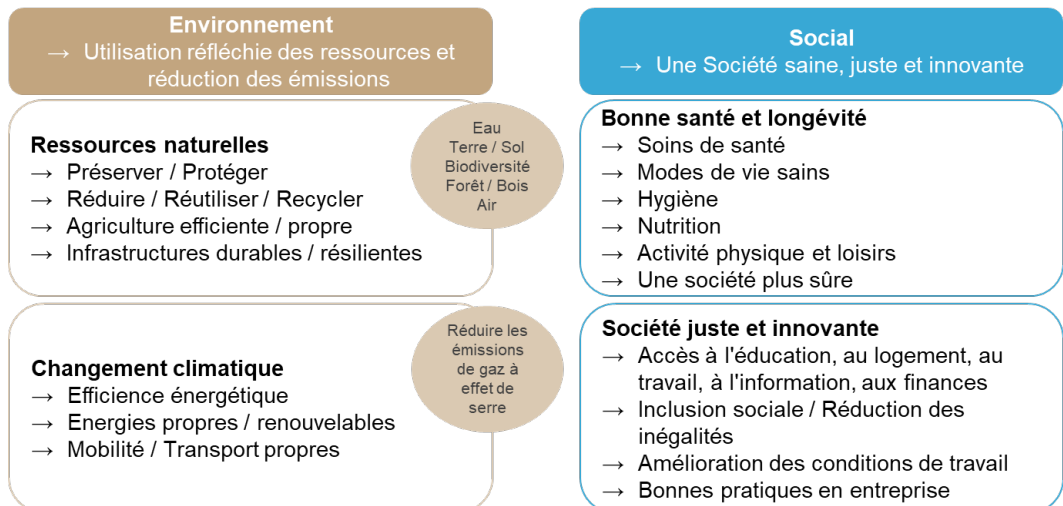 Environnement
→ Utilisation réfléchie des ressources et
réduction des émissions
Ressources naturelles
→ Préserver / Protéger
→ Réduire / Réutiliser / Recycler
→ Agriculture efficiente / propre
→ Infrastructures durables / résilientes
Eau
Terre / Sol
Biodiversité
Forêt / Bois
Air
Changement climatique
→ Efficience énergétique
→ Energies propres / renouvelables
→ Mobilité / Transport propres
Réduire les
émissions
de gaz à
effet de
serre
Social
→ Une Société saine, juste et innovante
Bonne santé et longévité
→ Soins de santé
→ Modes de vie sains
→ Hygiène
→ Nutrition
→ Activité physique et loisirs
→ Une société plus sûre
Société juste et innovante
→ Accès à l'éducation, au logement, au
travail, à l'information, aux finances
→ Inclusion sociale / Réduction des
inégalités
→ Amélioration des conditions de travail
→ Bonnes pratiques en entreprise